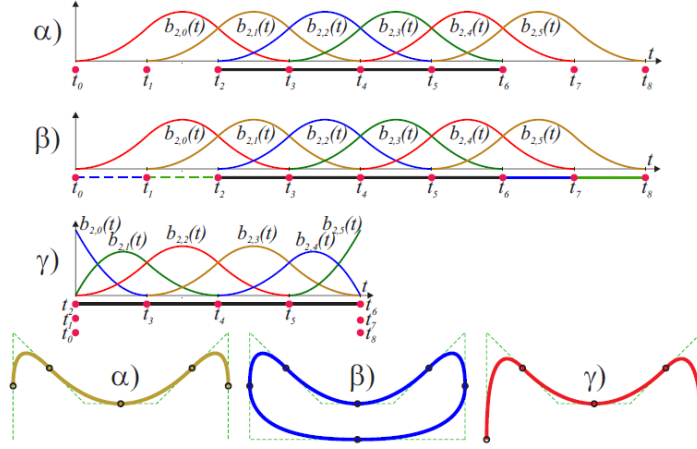 α)
b2,0(t) b2,1(t) b2,2(t) b2,3(t) b2,4(t) b2,5(t) t
t0 t1 t2 t3 t4 t5 t6 t7 t8
β)
b2,0(t) b2,1(t) b2,2(t) b2,3(t) b2,4(t) b2,5(t) t
t0 t1 t2 t3 t4 t5 t6 t7 t8
γ)
b2,0(t) b2,1(t) b2,2(t) b2,3(t) b2,4(t) b2,5(t) t
t2 t3 t4 t5 t6
t1 t7
t0 t8
α) β) γ)